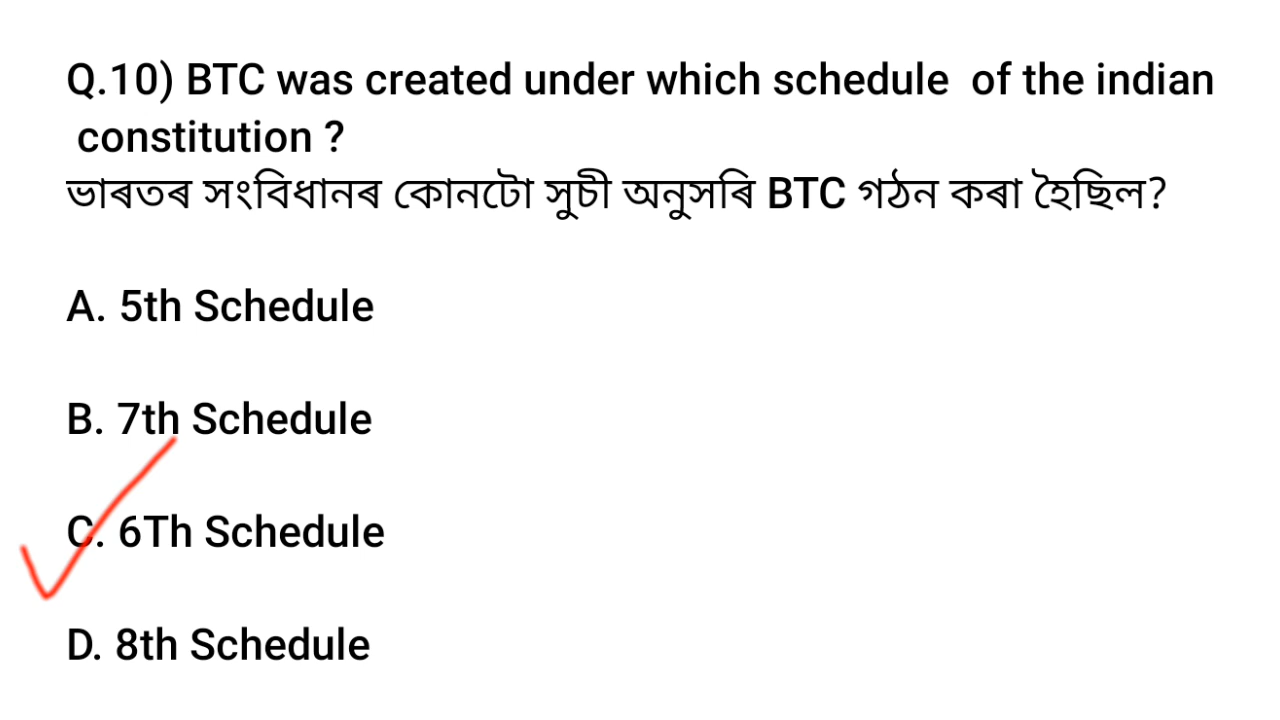 Q.10) BTC was created under which schedule of the indian
constitution ?
ভাৰতৰ সংবিধানৰ কোনটো সুচী অনুসৰি BTC গঠন কৰা হৈছিল?
A. 5th Schedule
B. 7th Schedule
C. 6Th Schedule
D. 8th Schedule